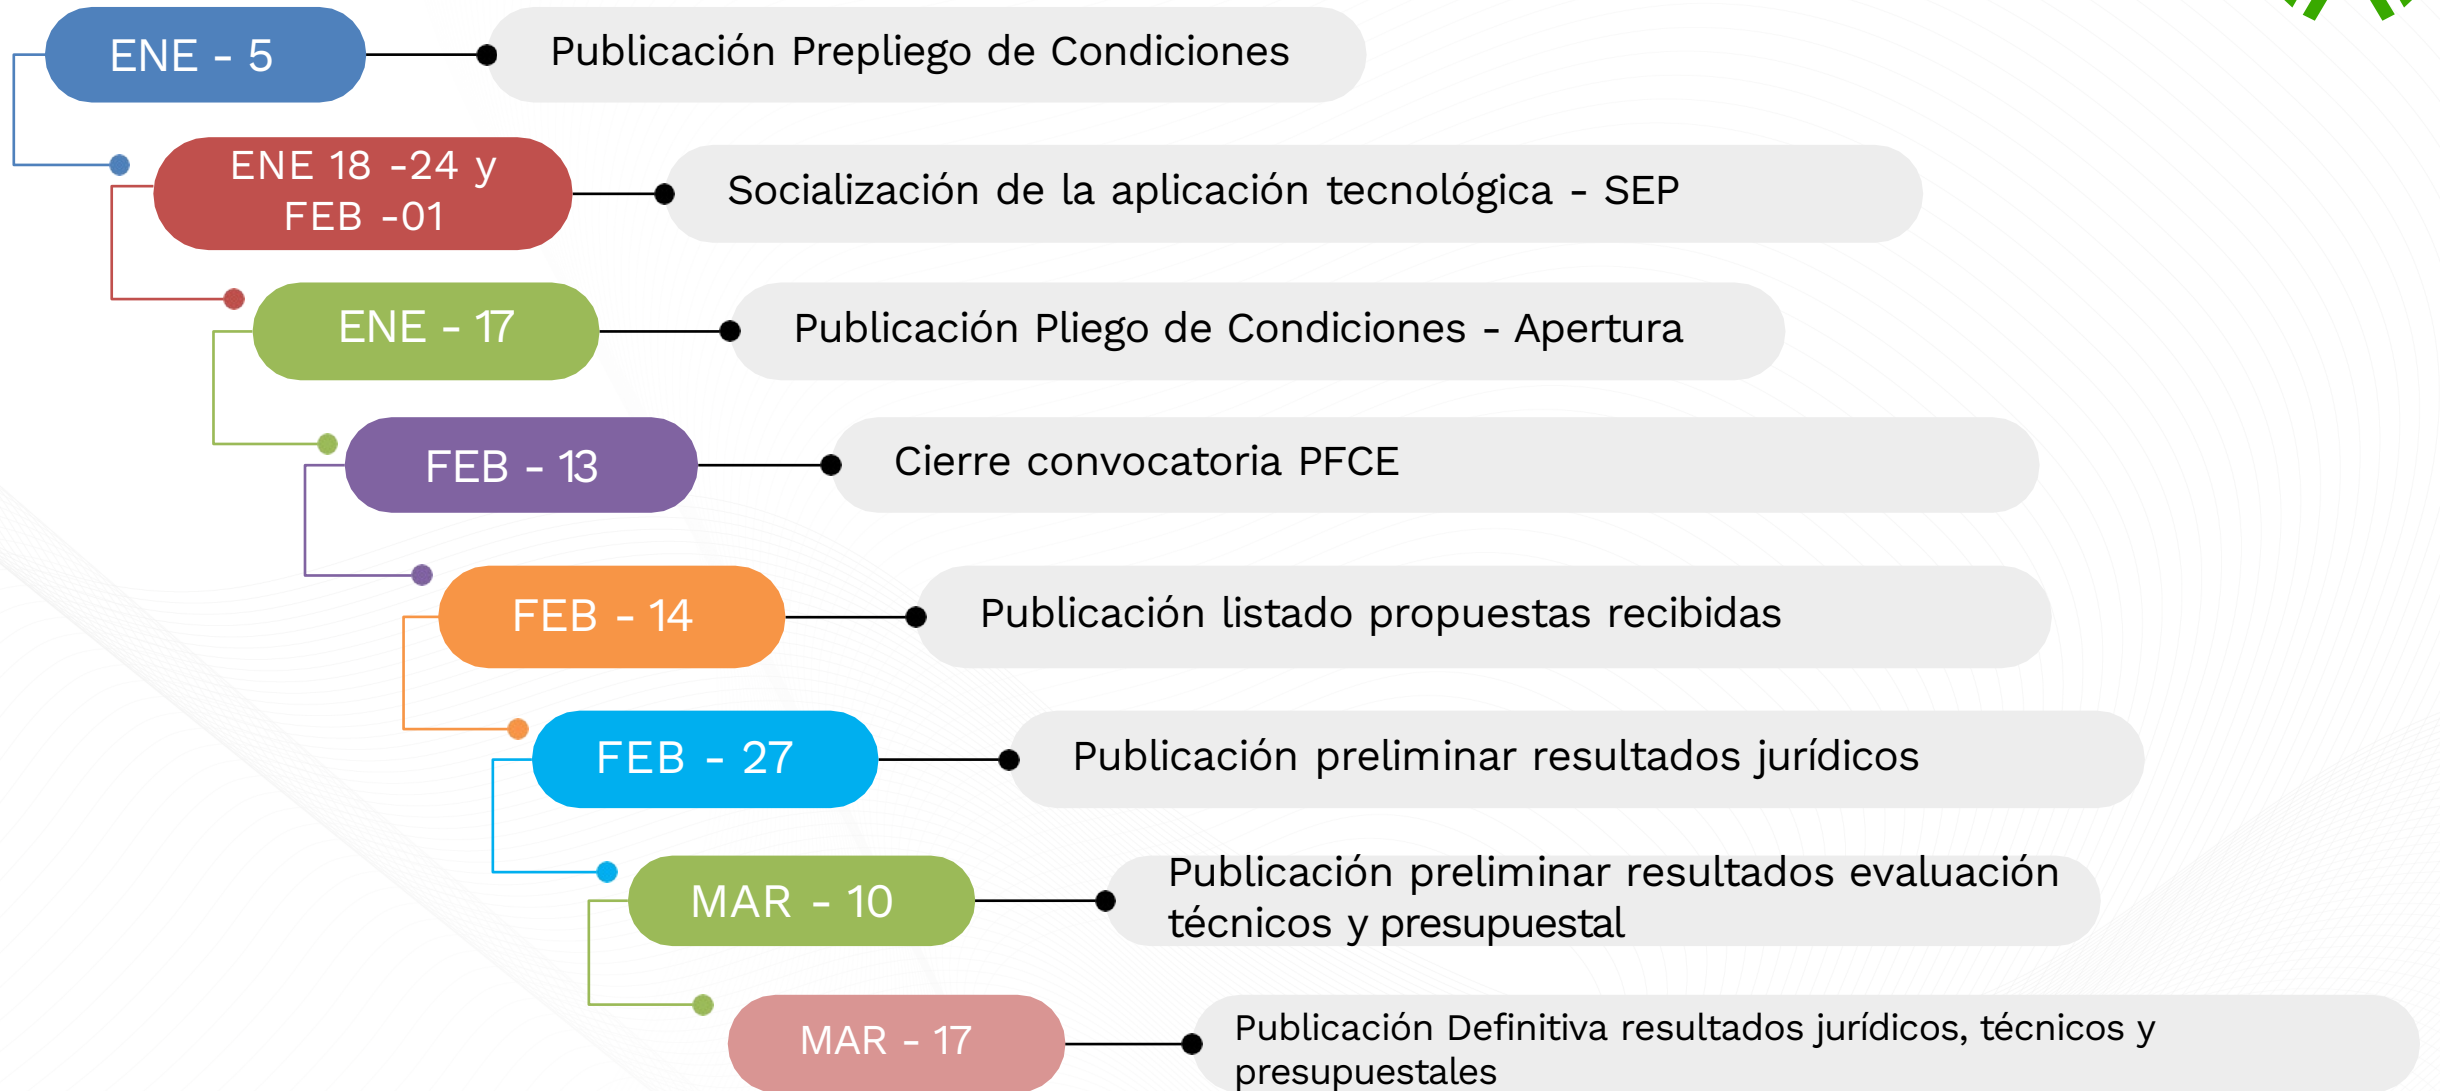 ENE - 5
Publicación Prepliego de Condiciones
ENE 18 -24 y
FEB -01
Socialización de la aplicación tecnológica - SEP
ENE - 17
Publicación Pliego de Condiciones - Apertura
FEB - 13
Cierre convocatoria PFCE
FEB - 14
Publicación listado propuestas recibidas
FEB - 27
Publicación preliminar resultados jurídicos
MAR - 10
Publicación preliminar resultados evaluación
técnicos y presupuestal
MAR - 17
Publicación Definitiva resultados jurídicos, técnicos y
presupuestales